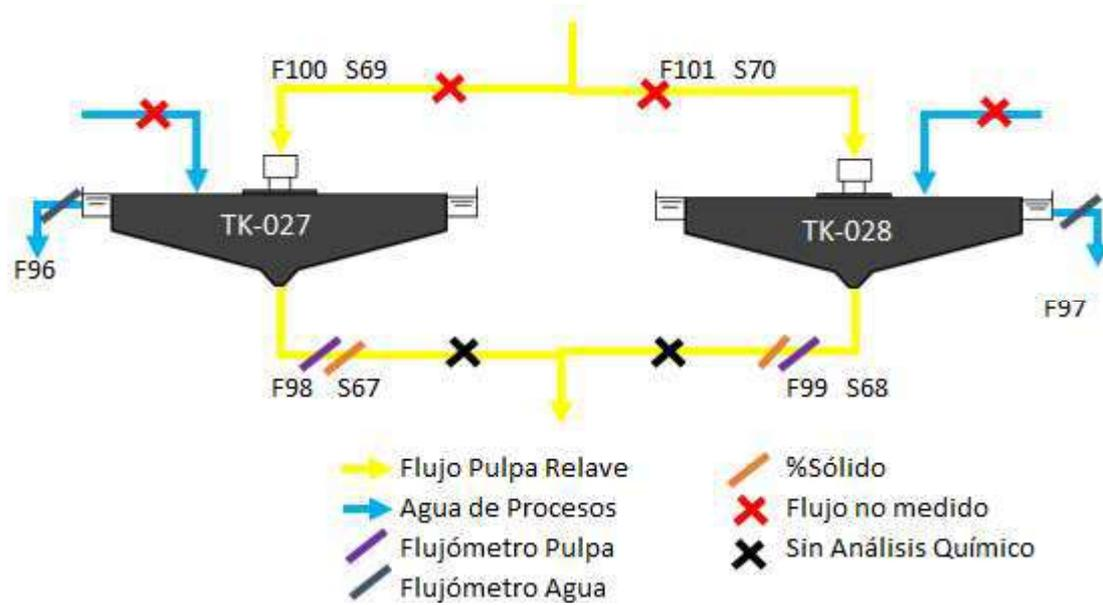 F100 S69
F101 S70
TK-027
TK-028
F96
F97
F98 S67
F99 S68
Flujo Pulpa Relave
Agua de Procesos
Flujómetro Pulpa
Flujómetro Agua
%Sólido
Flujo no medido
Sin Análisis Químico